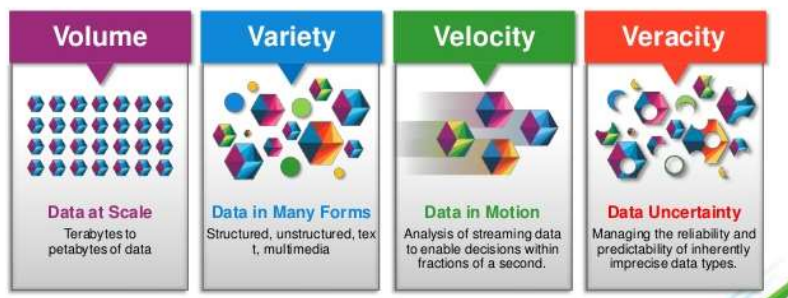 Volume
Data at Scale
Terabytes to
petabytes of data
Variety
Data in Many Forms
Structured, unstructured, tex
t, multimedia
Velocity
Data in Motion
Analysis of streaming data
to enable decisions within
fractions of a second.
Veracity
Data Uncertainty
Managing the reliability and
predictability of inherently
imprecise data types.